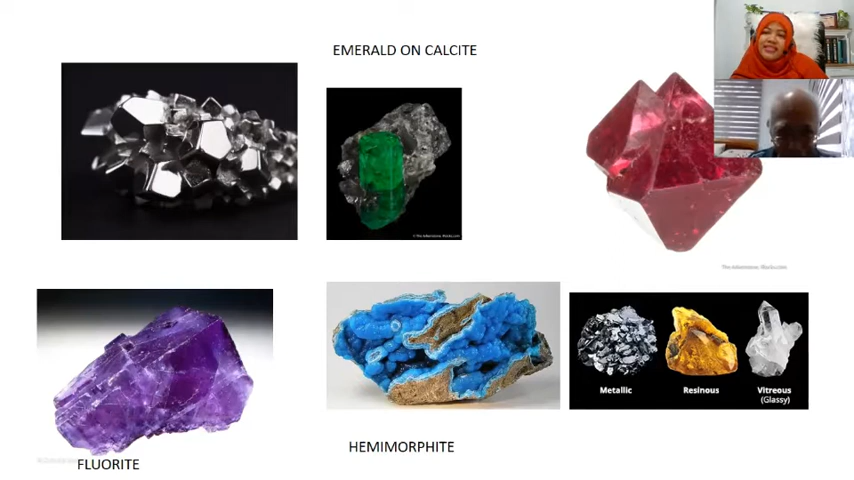 EMERALD ON CALCITE
Metallic
Resinous
Vitreous
(Glassy)
HEMIMORPHITE
FLUORITE